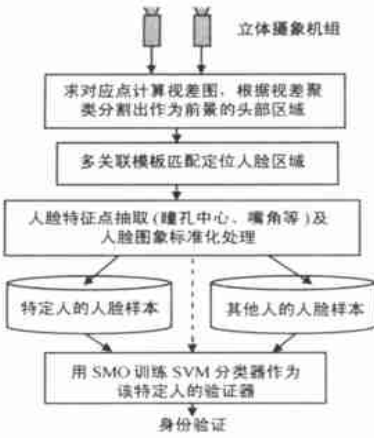 立体摄象机组
求对应点计算视差图、根据视差聚
类分割出作为前景的头部区域
多关联模板匹配定位人脸区域
人脸特征点抽取(瞳孔中心、嘴角等)及
人脸图象标准化处理
特定人的人脸样本
其他人的人脸样本
用 SMO 训练 SVM 分类器作为
该特定人的验证器
身份验证